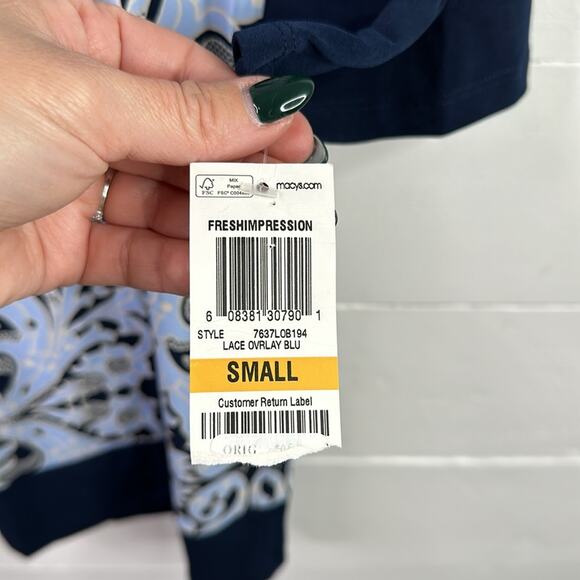 MIX
Paper
FSC
FSC®
macys.com
FRESHIMPRESSION
6 08381 30790 1
STYLE 7637L0B194
LACE OVRLAY BLU
SMALL
Customer Return Label
ORIG